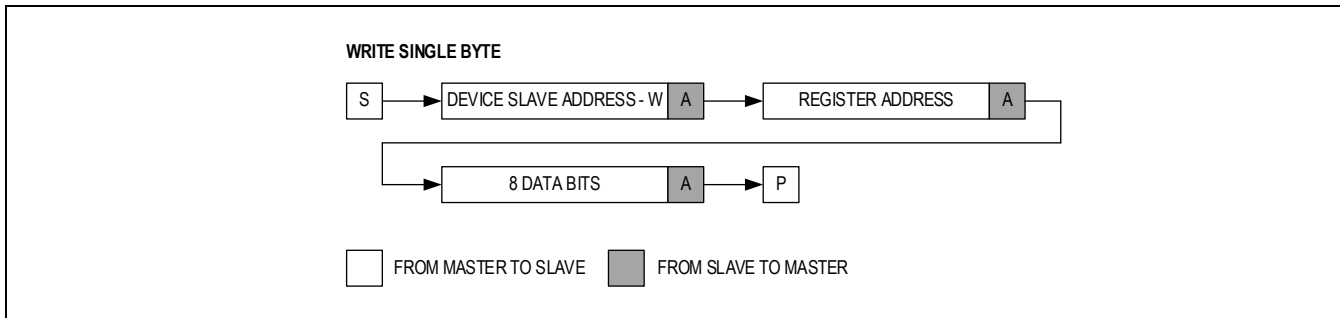 WRITE SINGLE BYTE
S DEVICE SLAVE ADDRESS - W A REGISTER ADDRESS A
8 DATA BITS A P
FROM MASTER TO SLAVE FROM SLAVE TO MASTER